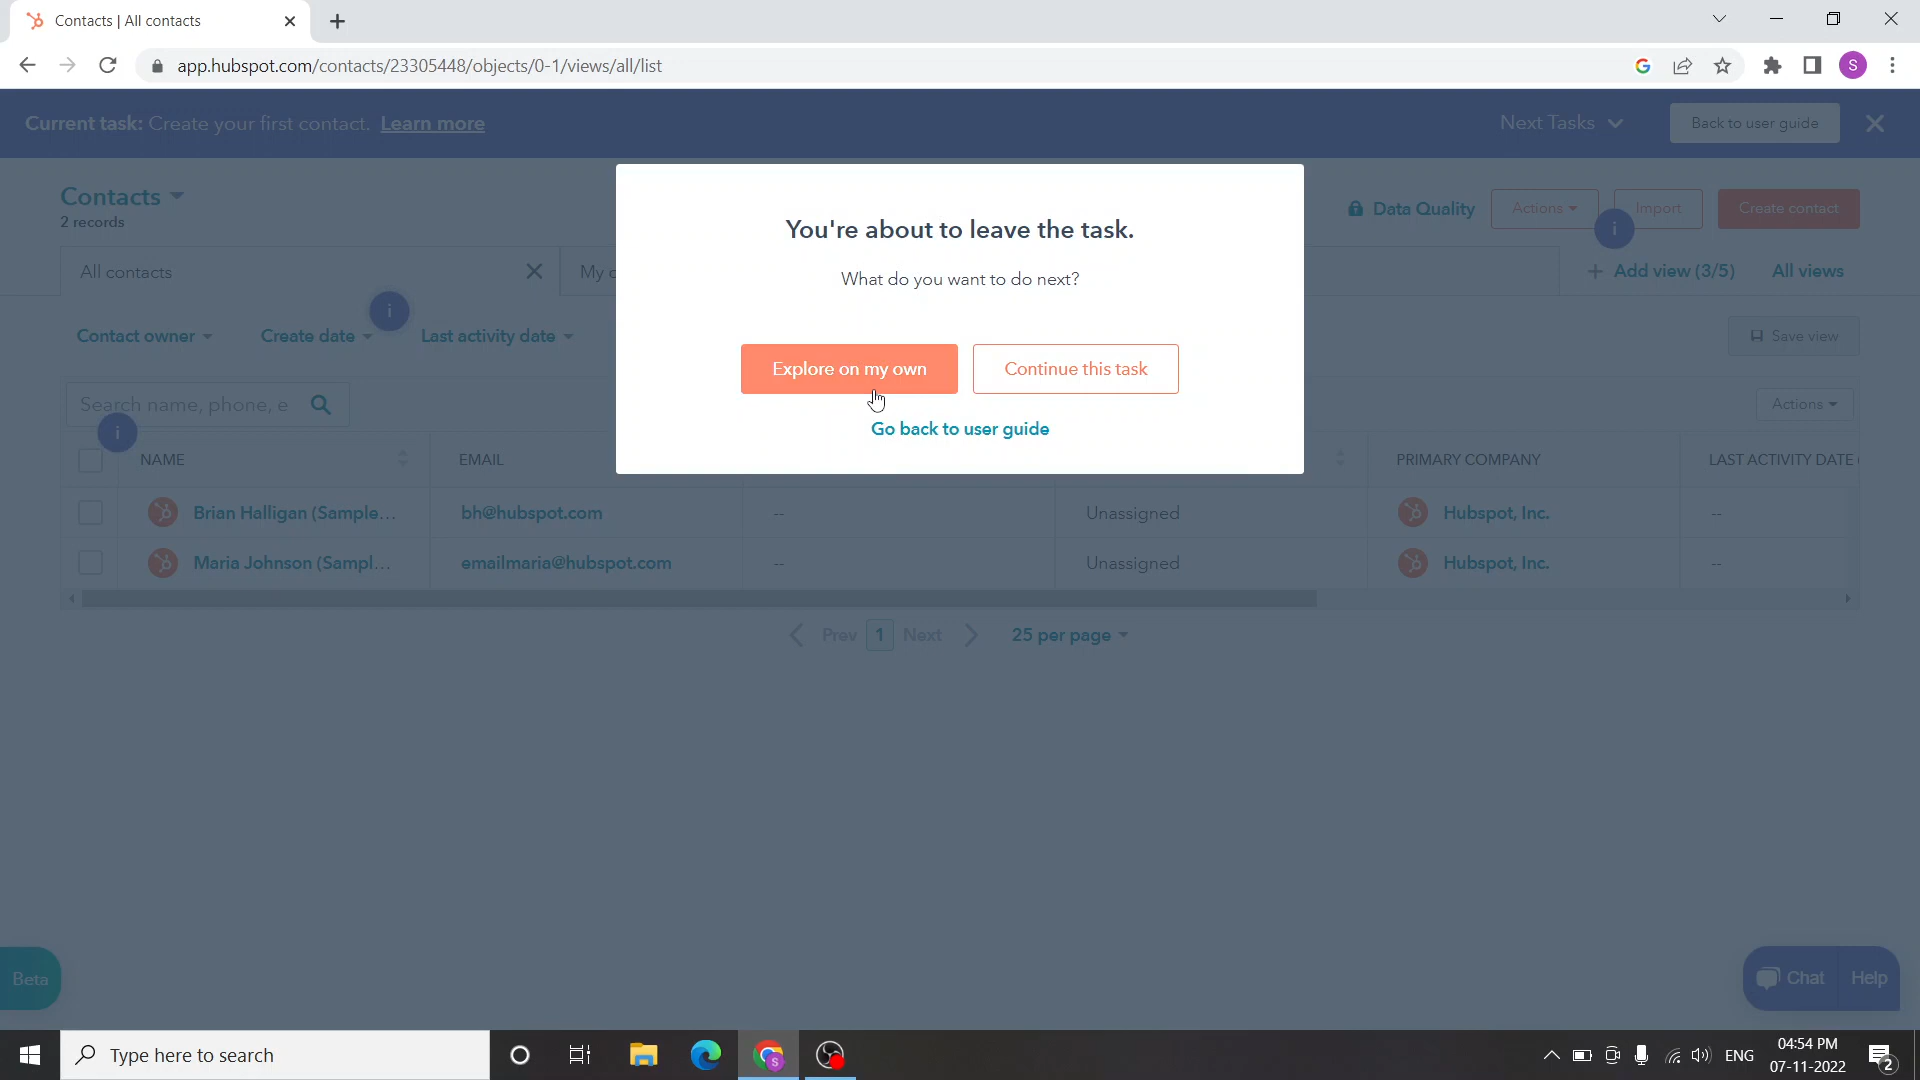 Contacts | All contacts
app.hubspot.com/contacts/23305448/objects/0-1/views/all/list
S
Current task: Create your first contact. Learn more
Next Tasks
Back to user guide
Contacts
2 records
Data Quality
Actions
Import
Create contact
All contacts
My c
+ Add view (3/5)
All views
Contact owner
Create date
Last activity date
Save view
You're about to leave the task.
What do you want to do next?
Explore on my own
Continue this task
Go back to user guide
Search name, phone, e
Actions
NAME
EMAIL
PRIMARY COMPANY
LAST ACTIVITY DATE (
Brian Halligan (Sample...
bh@hubspot.com
--
Unassigned
Hubspot, Inc.
--
Maria Johnson (Sampl...
emailmaria@hubspot.com
--
Unassigned
Hubspot, Inc.
--
Prev
1
Next
25 per page
Beta
Chat
Help
Type here to search
ENG
04:54 PM
07-11-2022
2